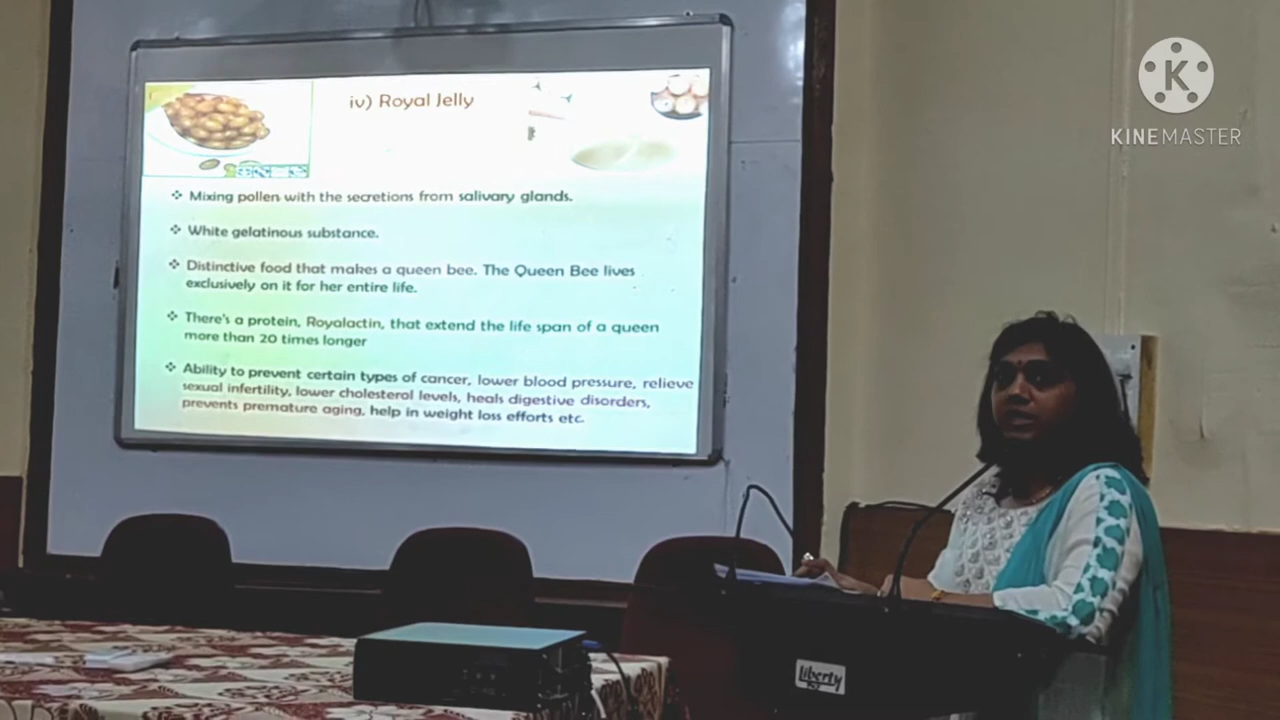 iv) Royal Jelly
❖ Mixing pollen with the secretions from salivary glands.
❖ White gelatinous substance.
❖ Distinctive food that makes a queen bee. The Queen Bee lives
exclusively on it for her entire life.
❖ There's a protein, Royalactin, that extend the life span of a queen
more than 20 times longer
❖ Ability to prevent certain types of cancer, lower blood pressure, relieve
sexual infertility, lower cholesterol levels, heals digestive disorders,
prevents premature aging, help in weight loss efforts etc.
K
KINEMASTER
Liberty